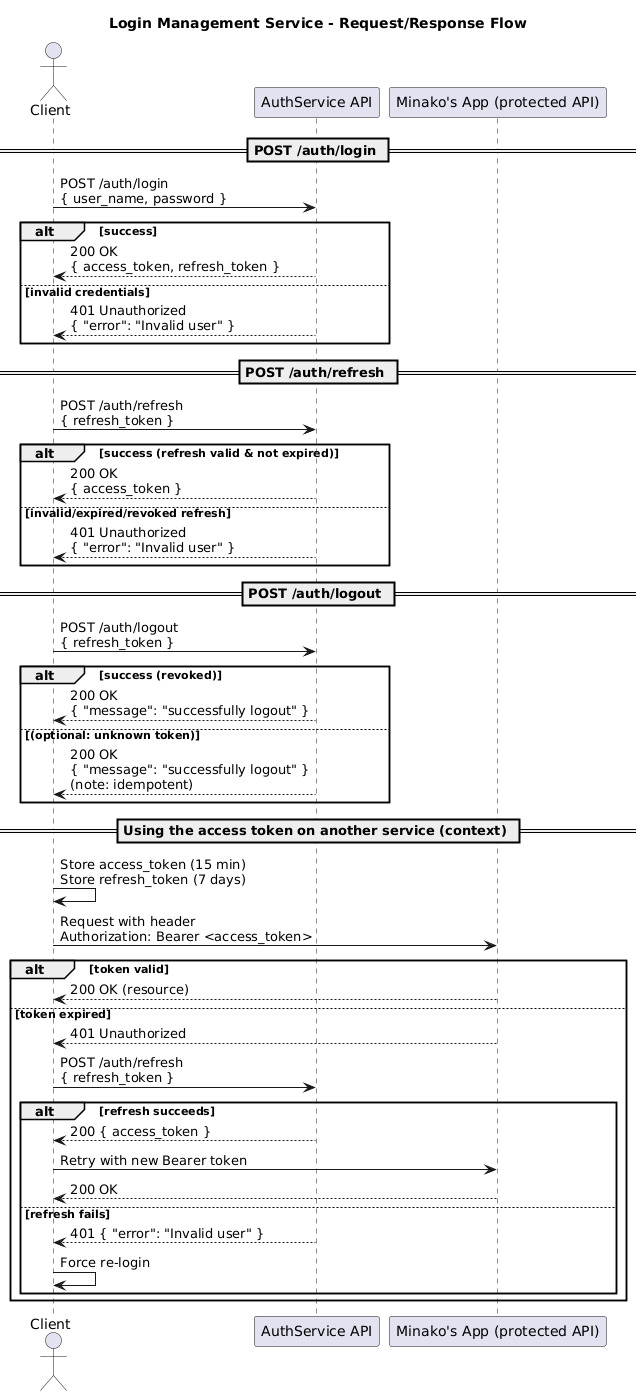 Login Management Service - Request/Response Flow
Client
AuthService API
Minako's App (protected API)
POST /auth/login
POST /auth/login
{ user_name, password }
alt [success]
200 OK
{ access_token, refresh_token }
[invalid credentials]
401 Unauthorized
{ "error": "Invalid user" }
POST /auth/refresh
POST /auth/refresh
{ refresh_token }
alt [success (refresh valid & not expired)]
200 OK
{ access_token }
[invalid/expired/revoked refresh]
401 Unauthorized
{ "error": "Invalid user" }
POST /auth/logout
POST /auth/logout
{ refresh_token }
alt [success (revoked)]
200 OK
{ "message": "successfully logout" }
[(optional: unknown token)]
200 OK
{ "message": "successfully logout" }
(note: idempotent)
Using the access token on another service (context)
Store access_token (15 min)
Store refresh_token (7 days)
Request with header
Authorization: Bearer <access_token>
alt [token valid]
200 OK (resource)
[token expired]
401 Unauthorized
POST /auth/refresh
{ refresh_token }
alt [refresh succeeds]
200 { access_token }
Retry with new Bearer token
200 OK
[refresh fails]
401 { "error": "Invalid user" }
Force re-login
Client
AuthService API
Minako's App (protected API)